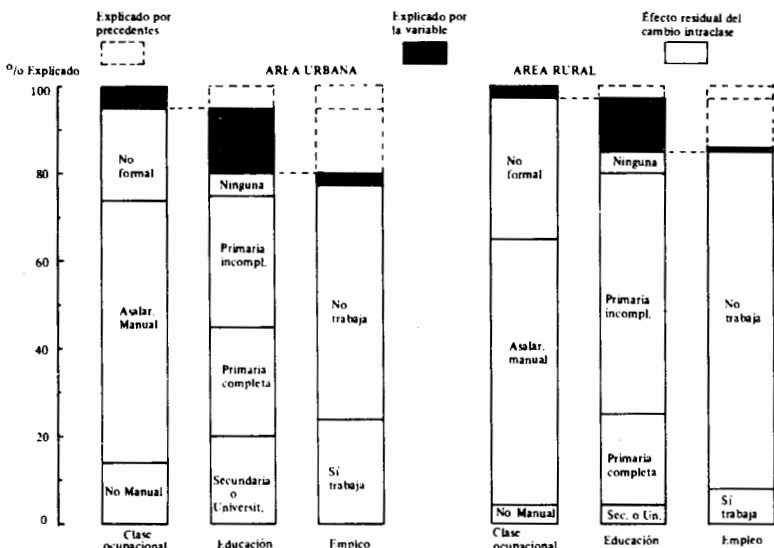 Explicado por
precedentes
Explicado por
la variable
Efecto residual del
cambio intraclase
o/o Explicado
AREA URBANA
AREA RURAL
100
80
60
40
20
0
No
formal
Asalar.
Manual
No Manual
Clase
ocupacional
Ninguna
Primaria
incompl.
Primaria
completa
Secundaria
o
Universit.
Educación
No
trabaja
Sí
trabaja
Empleo
No
formal
Asalar.
manual
No Manual
Clase
ocupacional
Ninguna
Primaria
incompl.
Primaria
completa
Sec. o Un.
Educación
No
trabaja
Sí
trabaja
Empleo